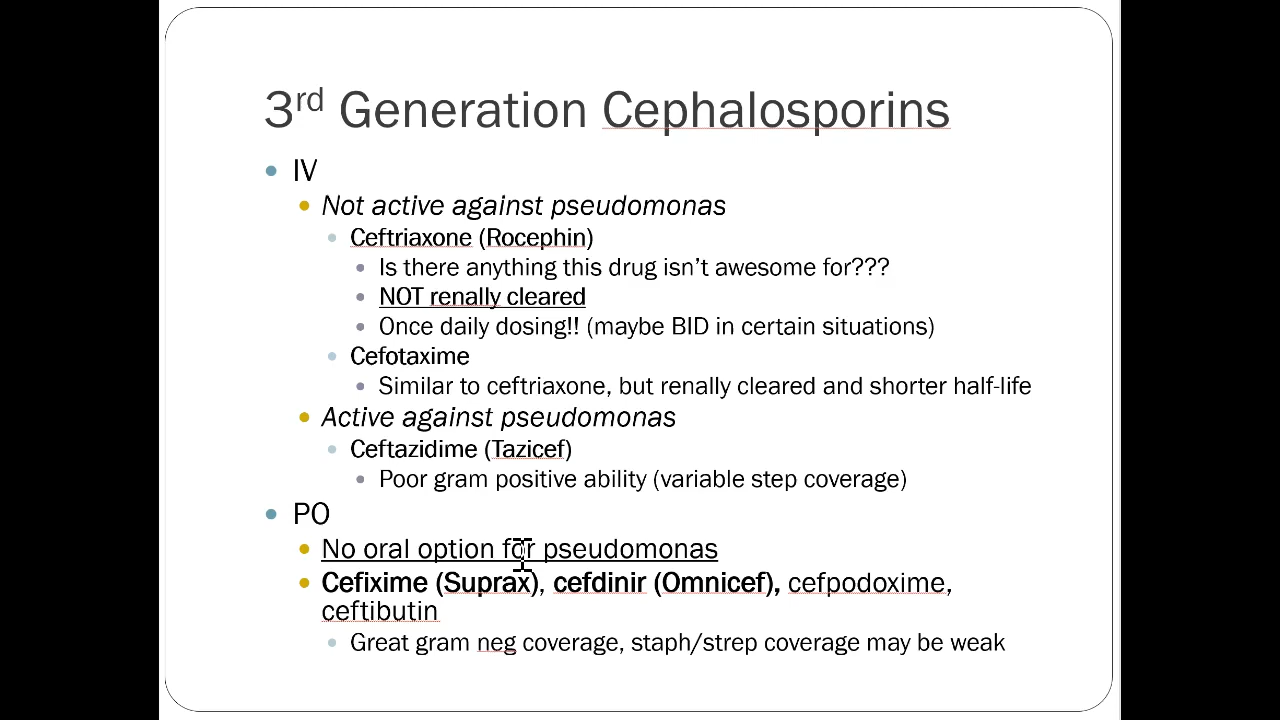 3rd Generation Cephalosporins
IV
Not active against pseudomonas
Ceftriaxone (Rocephin)
Is there anything this drug isn’t awesome for???
NOT renally cleared
Once daily dosing!! (maybe BID in certain situations)
Cefotaxime
Similar to ceftriaxone, but renally cleared and shorter half-life
Active against pseudomonas
Ceftazidime (Tazicef)
Poor gram positive ability (variable step coverage)
PO
No oral option for pseudomonas
Cefixime (Suprax), cefdinir (Omnicef), cefpodoxime,
ceftibutin
Great gram neg coverage, staph/strep coverage may be weak